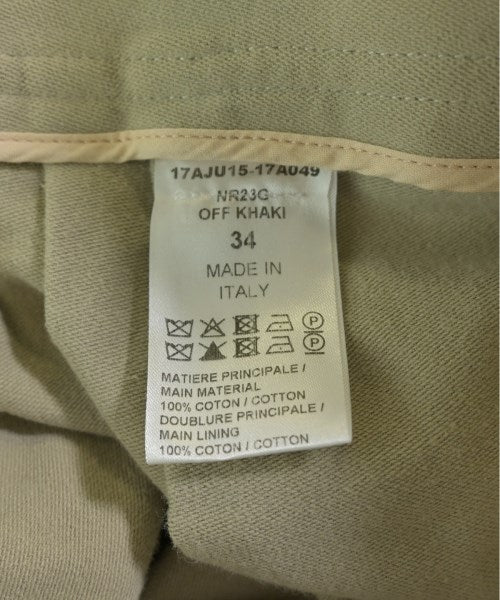 17AJU15-17A049
NR23G
OFF KHAKI
34
MADE IN
ITALY
P
P
MATIERE PRINCIPALE /
MAIN MATERIAL
100% COTON / COTTON
DOUBLURE PRINCIPALE /
MAIN LINING
100% COTON / COTTON